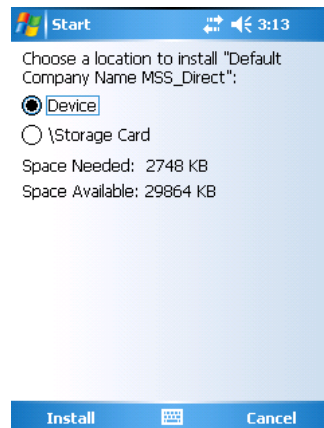 Start 3:13
Choose a location to install "Default
Company Name MSS_Direct":
Device
\Storage Card
Space Needed: 2748 KB
Space Available: 29864 KB
Install Cancel